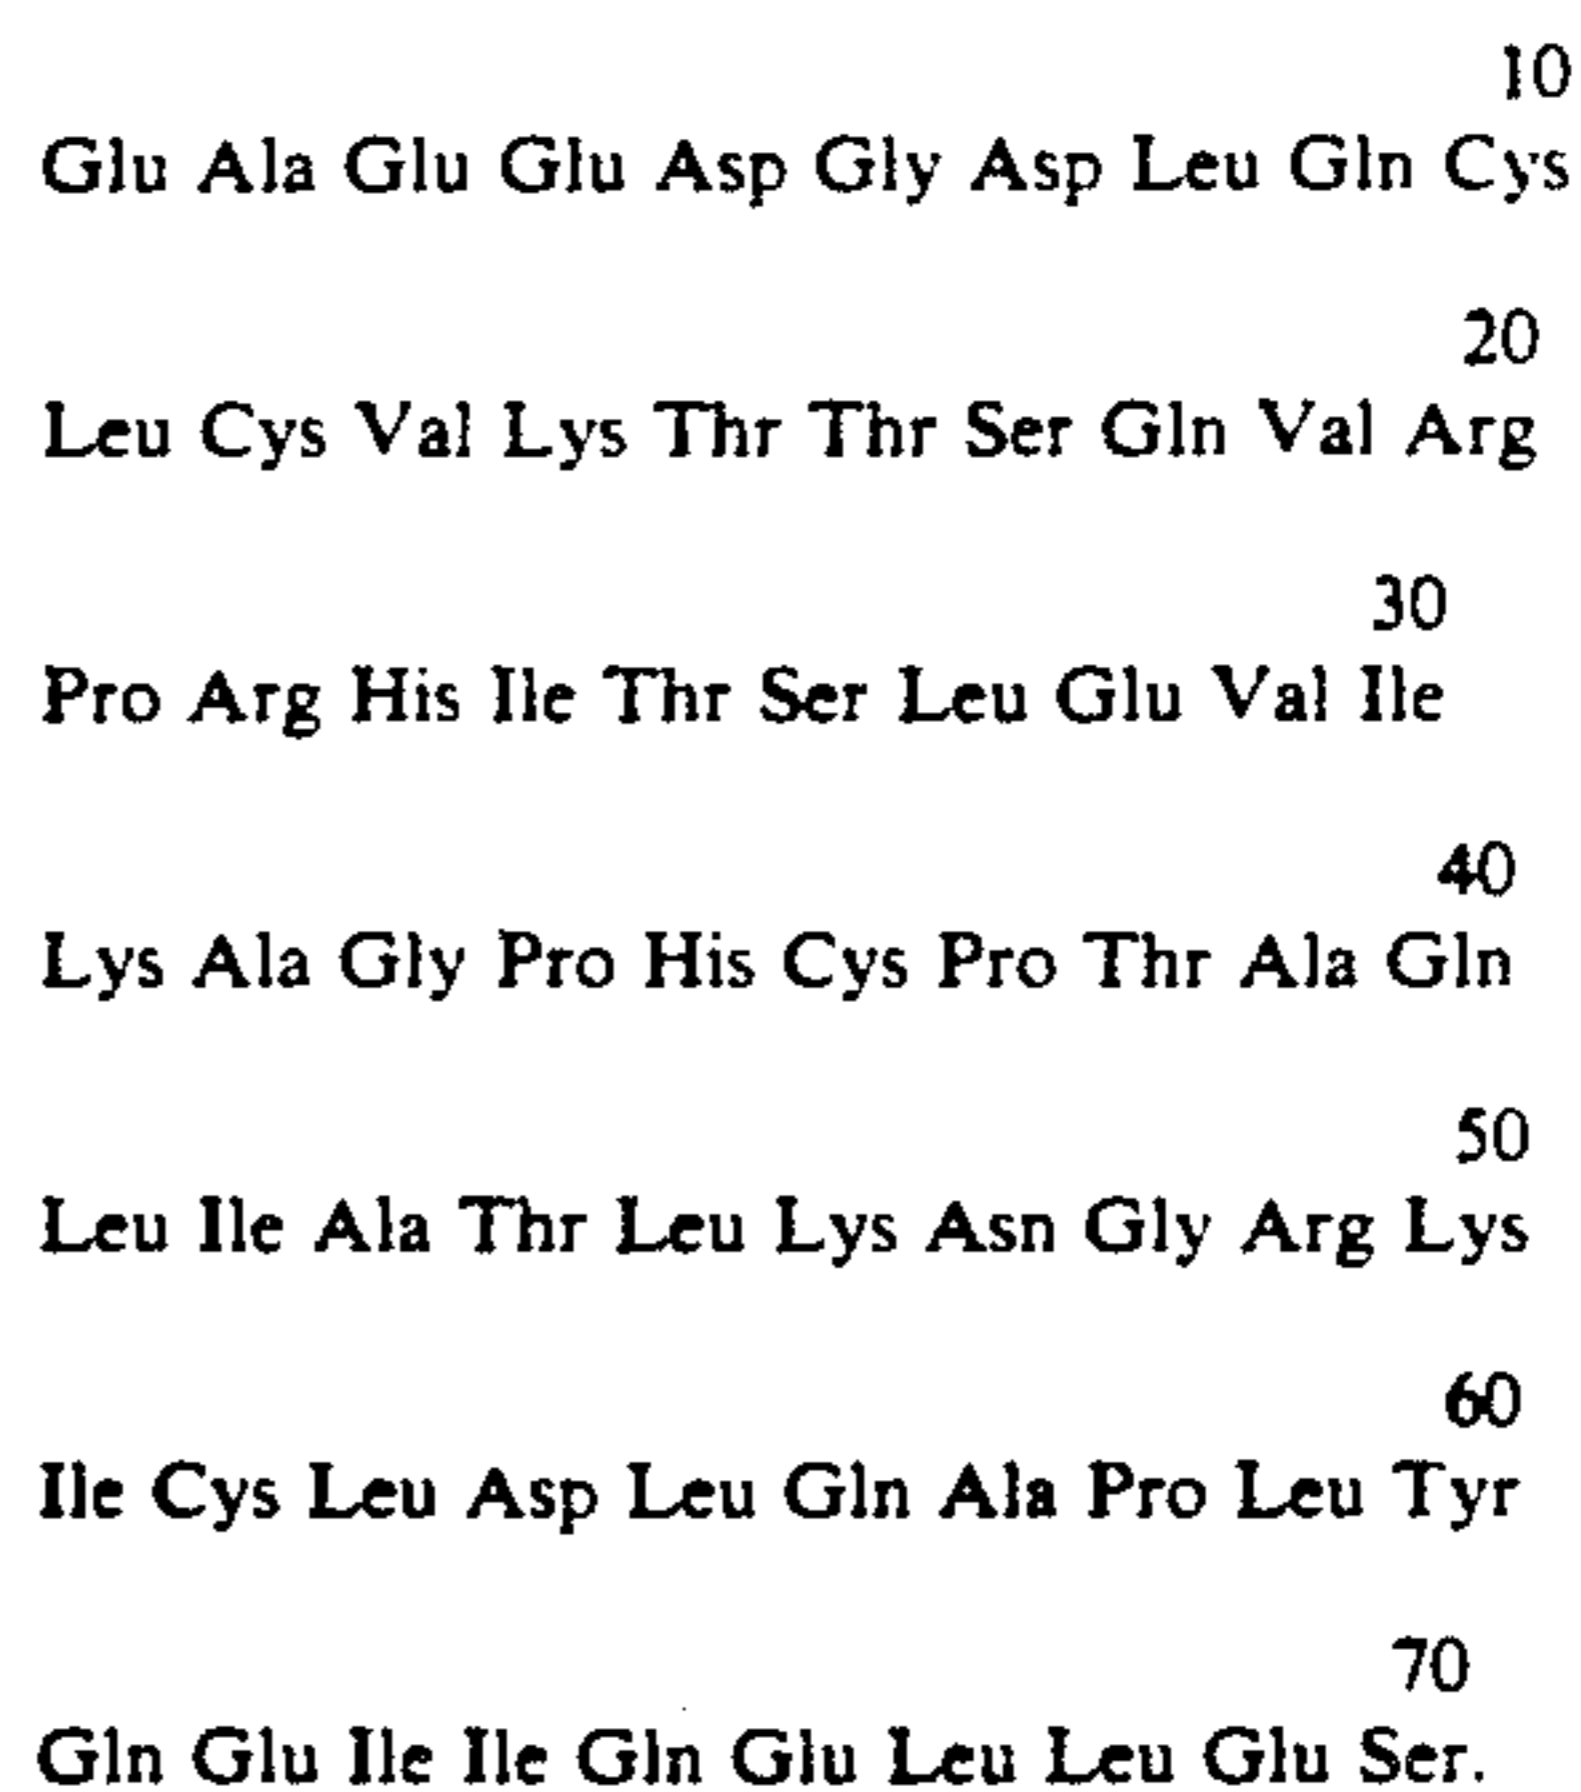 10
Glu Ala Glu Glu Asp Gly Asp Leu Gln Cys
20
Leu Cys Val Lys Thr Thr Ser Gln Val Arg
30
Pro Arg His Ile Thr Ser Leu Glu Val Ile
40
Lys Ala Gly Pro His Cys Pro Thr Ala Gln
50
Leu Ile Ala Thr Leu Lys Asn Gly Arg Lys
60
Ile Cys Leu Asp Leu Gln Ala Pro Leu Tyr
70
Gln Glu Ile Ile Gln Glu Leu Leu Glu Ser.